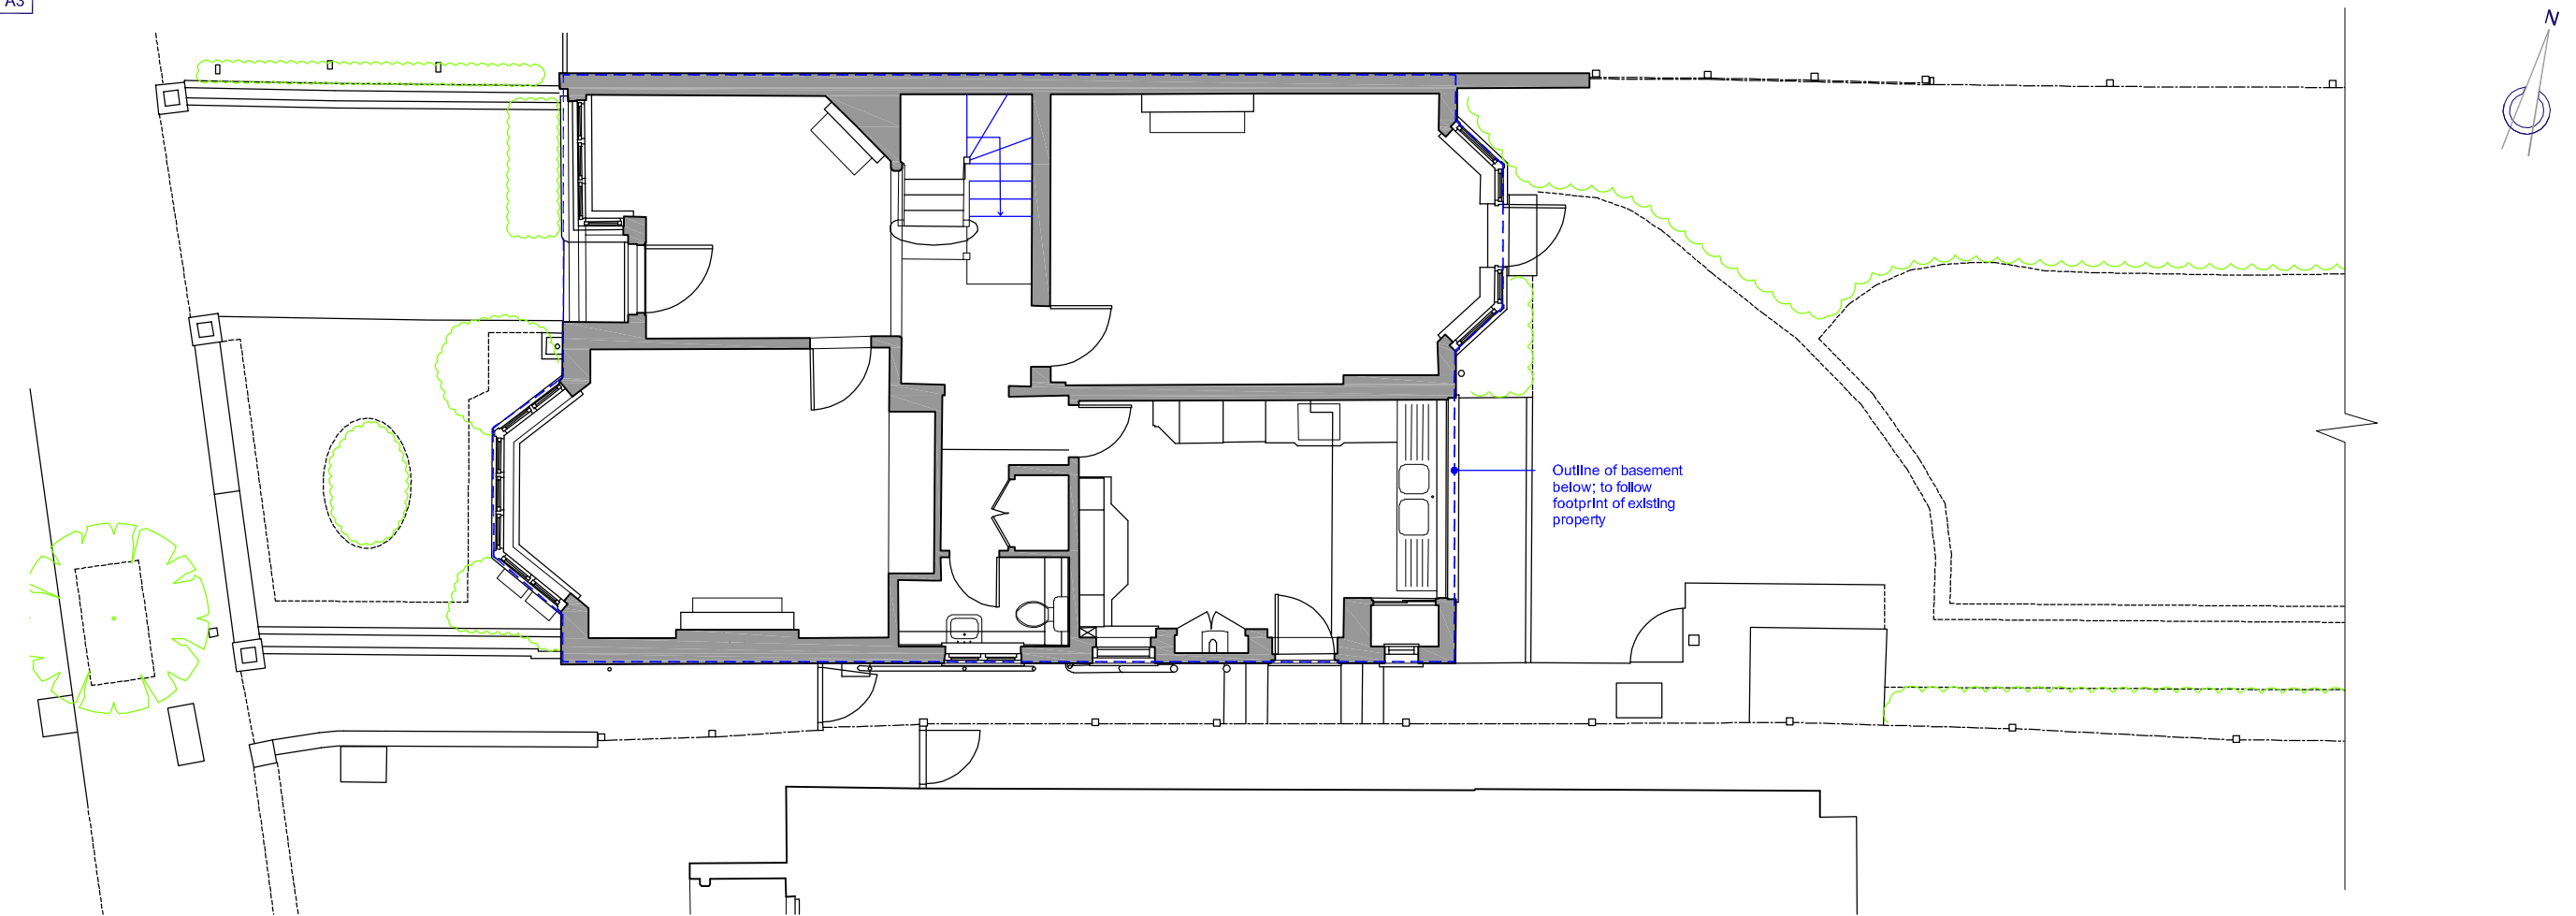 A3
N
Outline of basement
below; to follow
footprint of existing
property